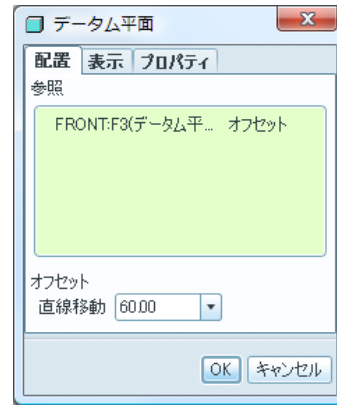 データム平面
配置 表示 プロパティ
参照
FRONT:F3(データム平... オフセット
オフセット
直線移動 60.00
OK キャンセル